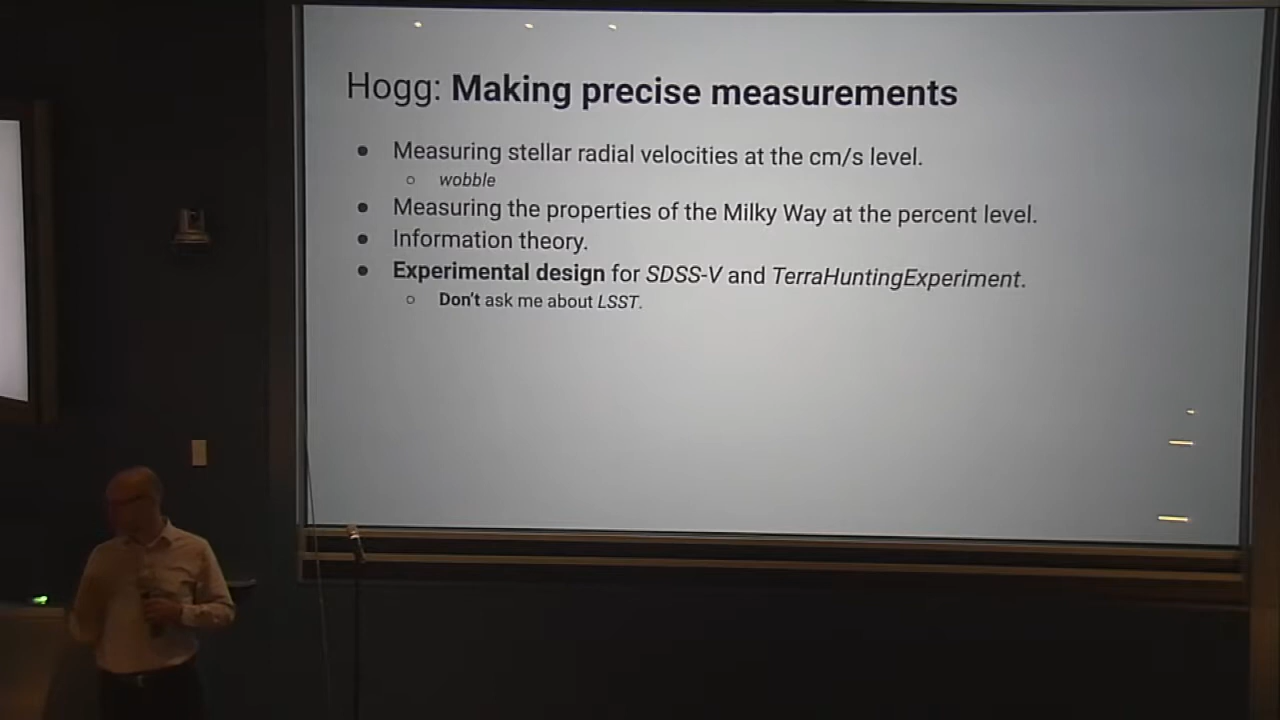 Hogg: Making precise measurements
● Measuring stellar radial velocities at the cm/s level.
○ wobble
● Measuring the properties of the Milky Way at the percent level.
● Information theory.
● Experimental design for SDSS-V and TerraHuntingExperiment.
○ Don't ask me about LSST.